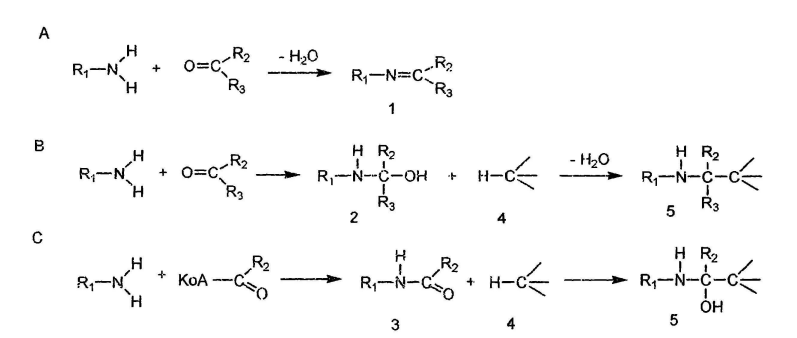 A
H
R₁–N + O=C R₂ - H₂O R₁–N=C R₂
H R₃ R₃
1
B
H R₂ H R₂
R₁–N + O=C R₂ H R₁–N–C–OH + H–C - H₂O R₁–N–C–C
H R₃ R₃ R₃
2 4 5
C
H R₂ H R₂ H R₂
R₁–N + KoA–C R₁–N–C + H–C R₁–N–C–C
H O O OH
3 4 5